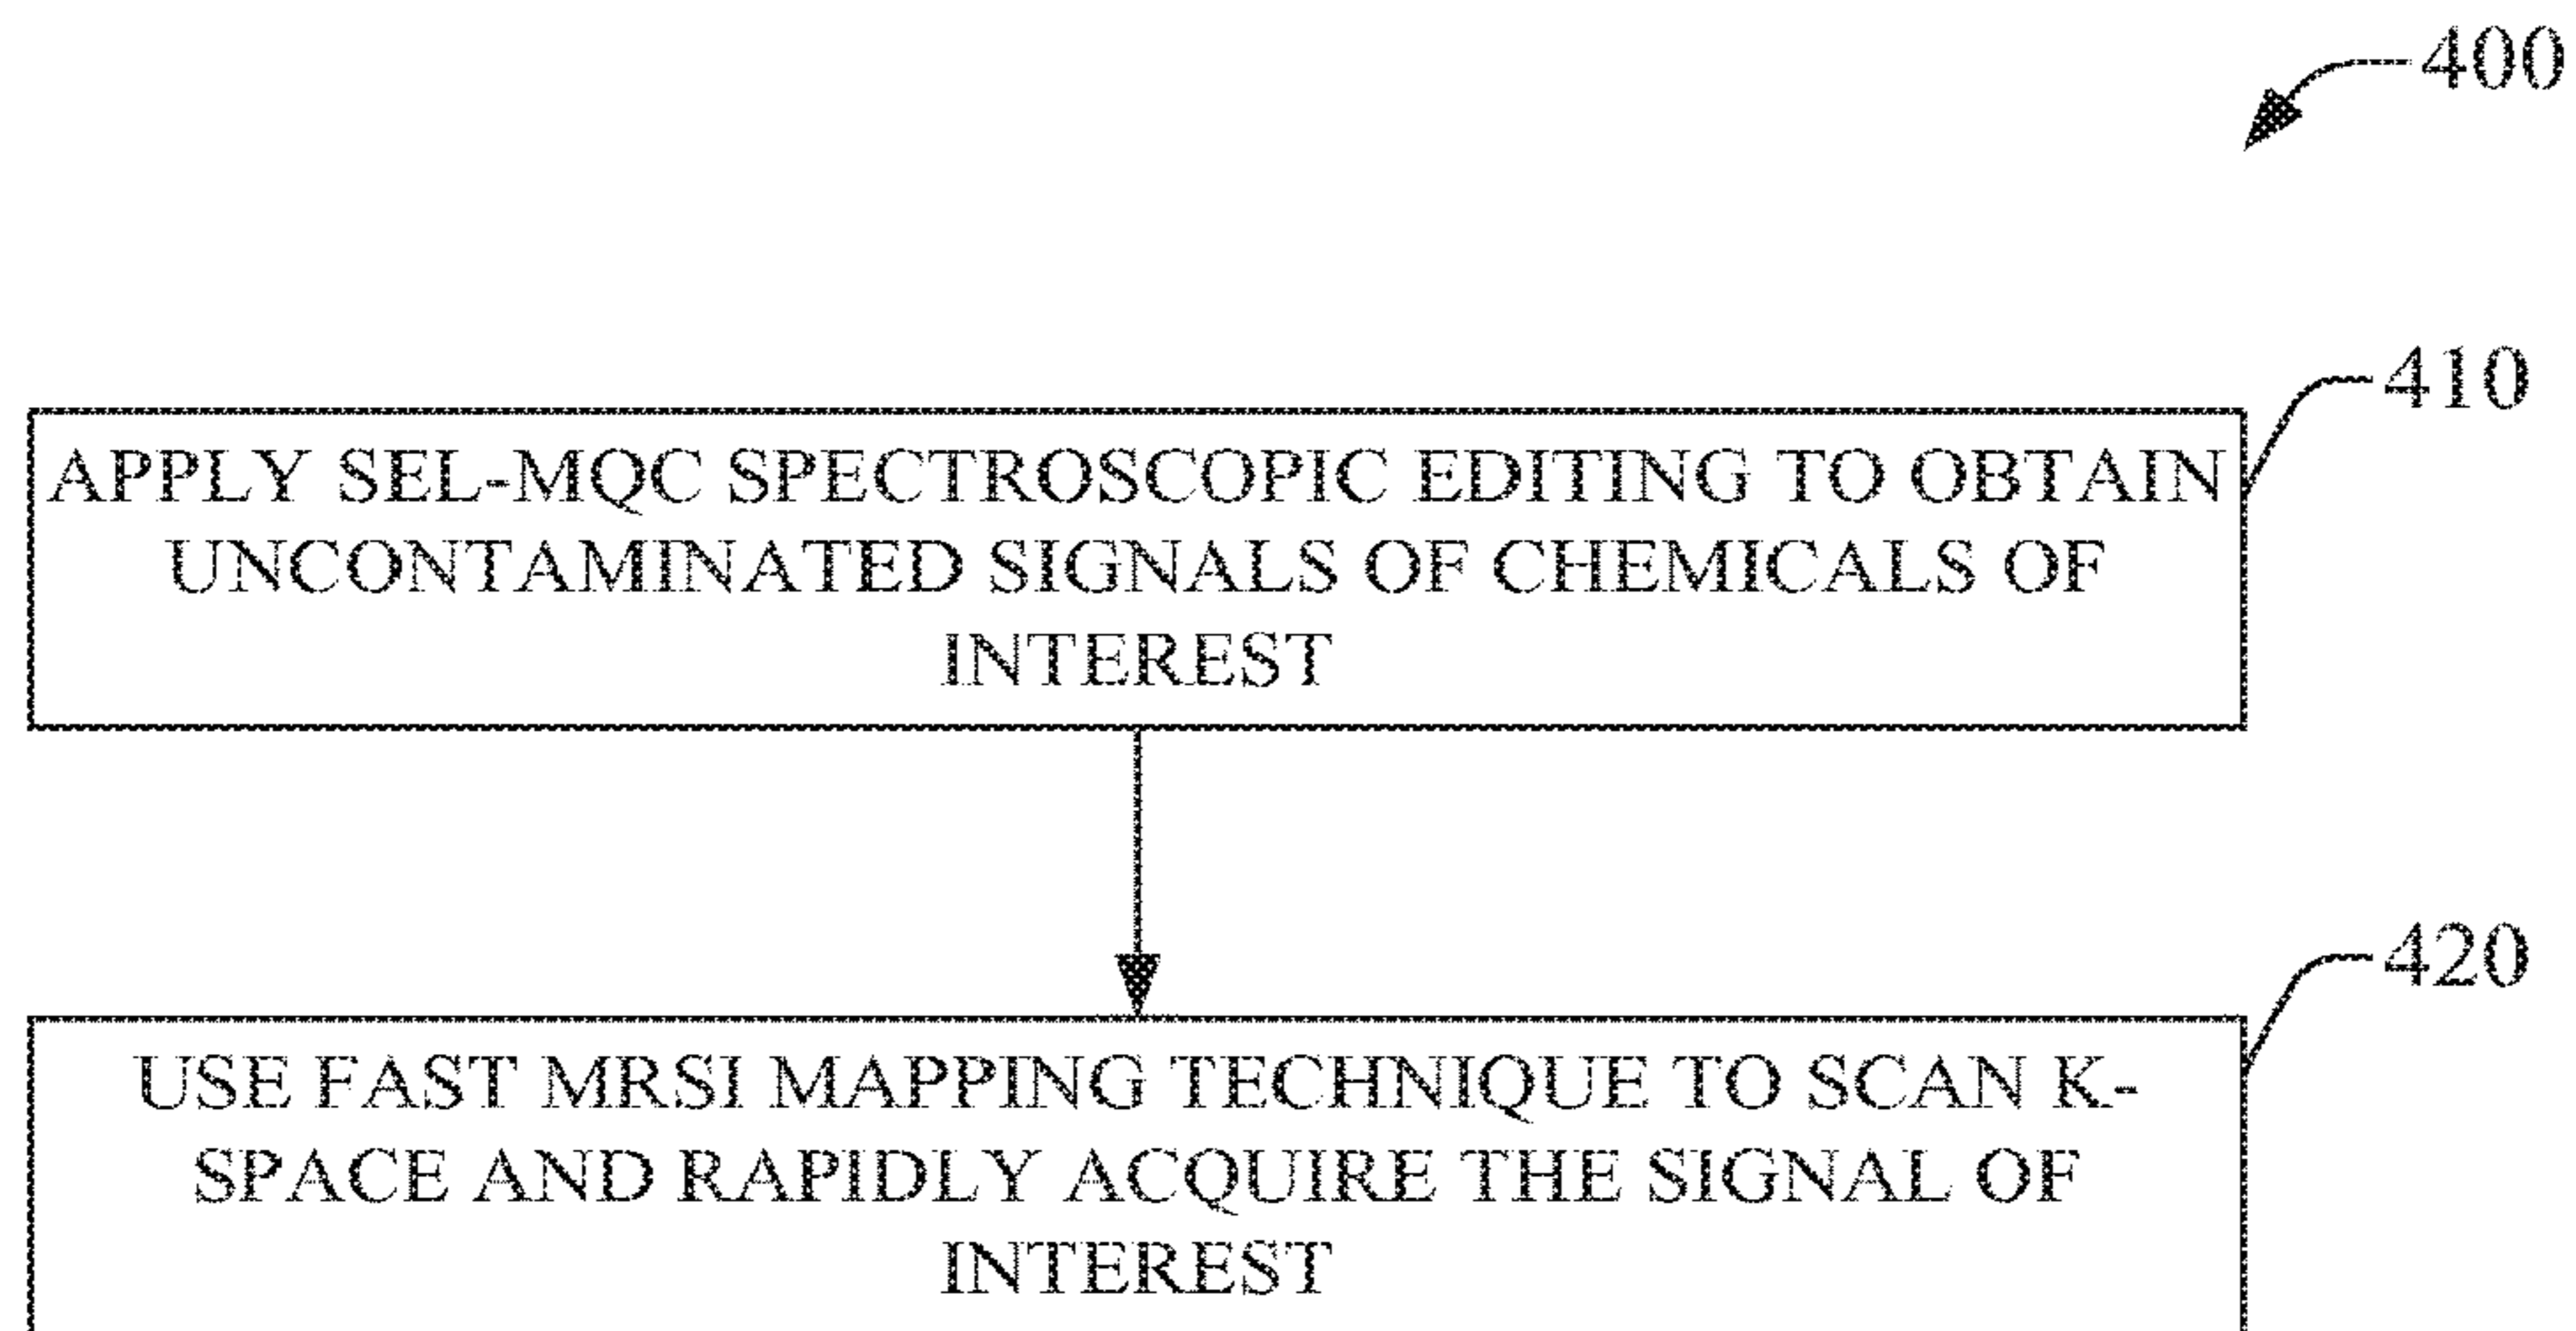 400
410
APPLY SEL-MQC SPECTROSCOPIC EDITING TO OBTAIN
UNCONTAMINATED SIGNALS OF CHEMICALS OF
INTEREST
420
USE FAST MRSI MAPPING TECHNIQUE TO SCAN K-
SPACE AND RAPIDLY ACQUIRE THE SIGNAL OF
INTEREST